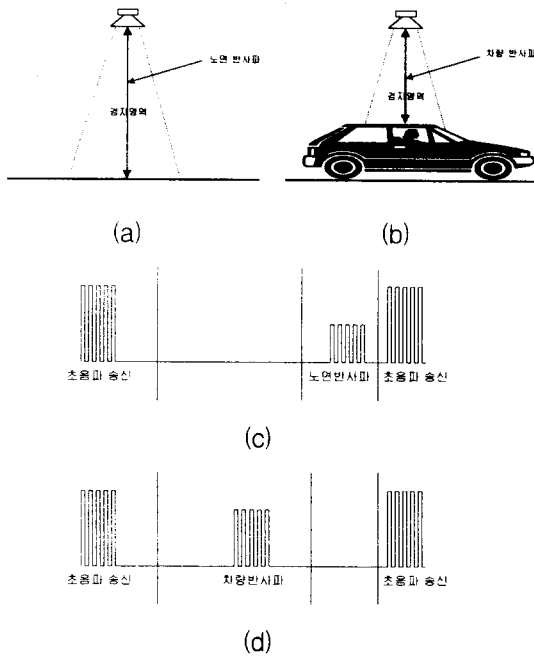 노면 반사파
검지영역
차량 반사파
검지영역
(a)
(b)
초음파 송신
노면반사파
초음파 송신
(c)
초음파 송신
차량반사파
초음파 송신
(d)